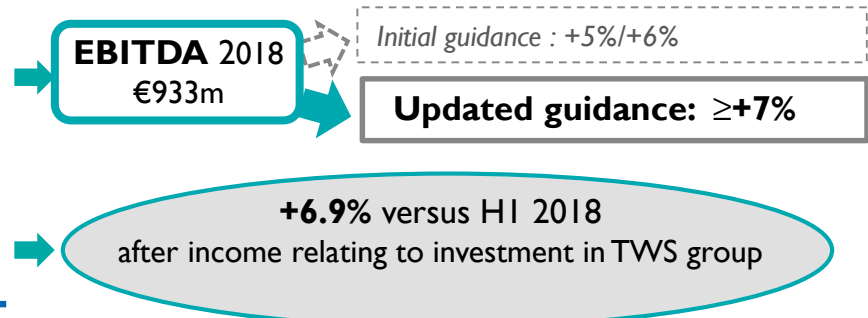 EBITDA 2018
€933m
Initial guidance : +5%/+6%
Updated guidance: ≥+7%
+6.9% versus H1 2018
after income relating to investment in TWS group